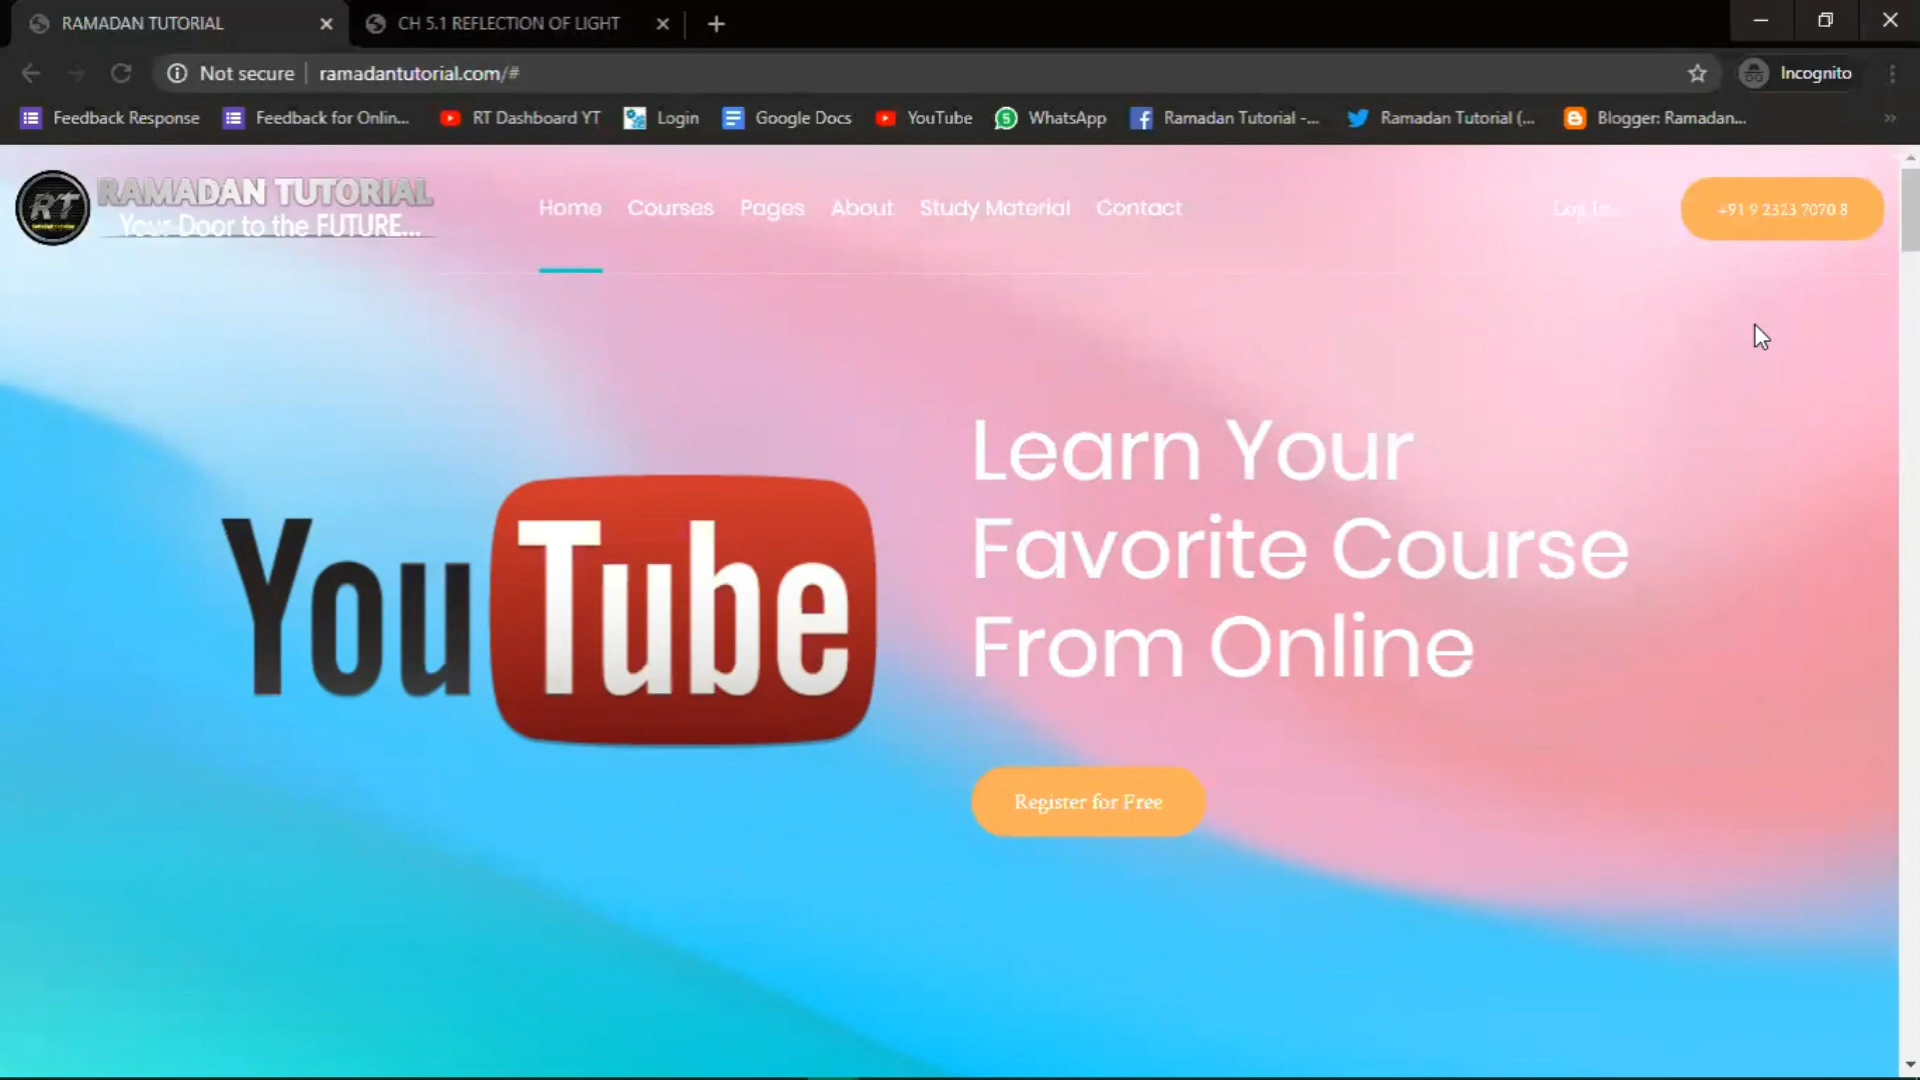 RAMADAN TUTORIAL
CH 5.1 REFLECTION OF LIGHT
Not secure
ramadantutorial.com/#
Incognito
Feedback Response
Feedback for Onlin...
RT Dashboard YT
Login
Google Docs
YouTube
WhatsApp
Ramadan Tutorial -...
Ramadan Tutorial (...
Blogger: Ramadan...
RT
RAMADAN TUTORIAL
Your Door to the FUTURE...
Home
Courses
Pages
About
Study Material
Contact
+91 9 2323 7070 8
Learn Your
Favorite Course
From Online
YouTube
Register for Free